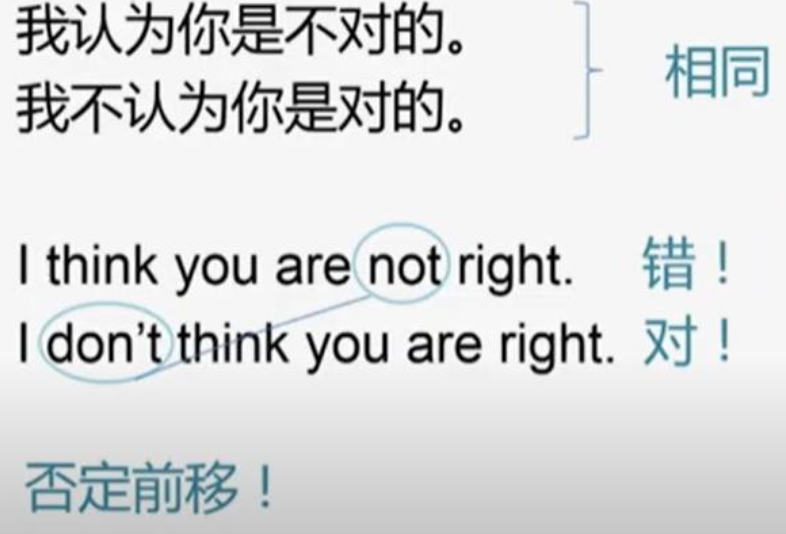 我认为你是不对的。
我不认为你是对的。
相同
I think you are not right. 错！
I don't think you are right. 对！
否定前移！